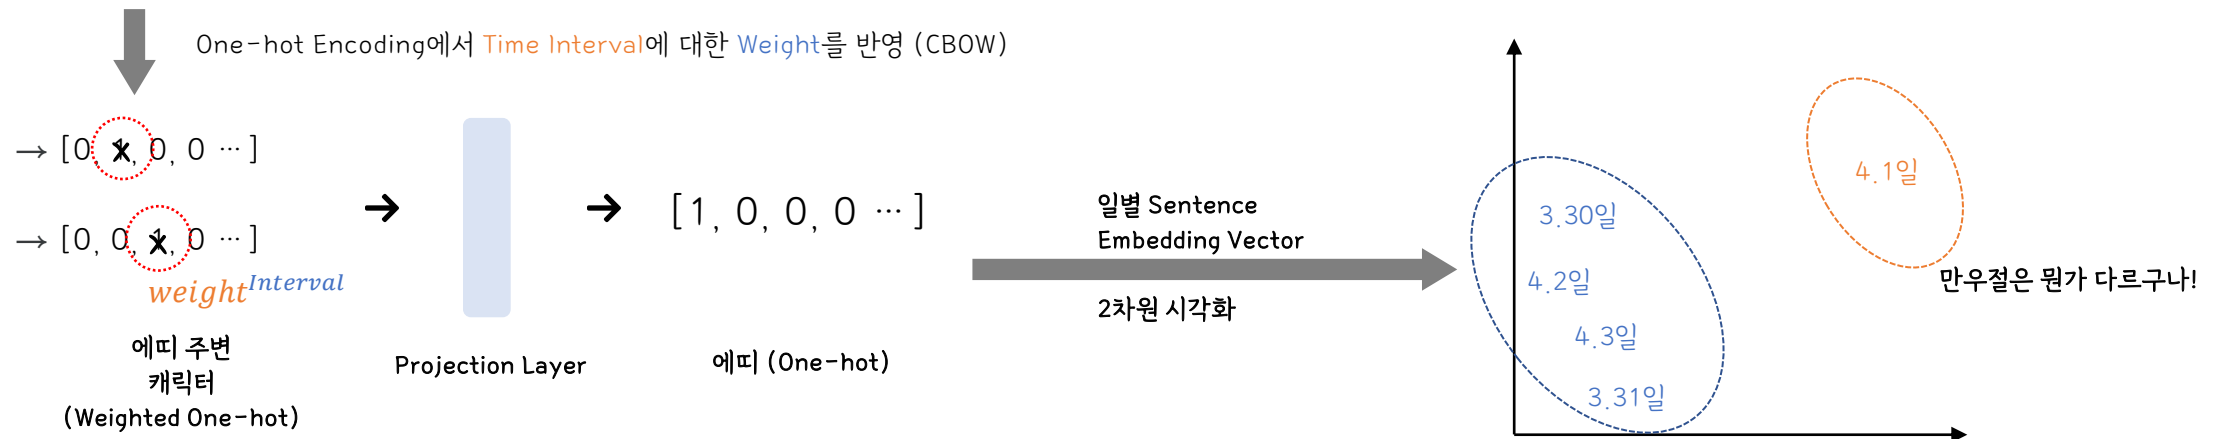 One-hot Encoding에서 Time Interval에 대한 Weight를 반영 (CBOW)
→ [0, 1, 0, 0 ⋯ ]
→ [0, 0, 1, 0 ⋯ ]
weight^Interval
에띠 주변
캐릭터
(Weighted One-hot)
Projection Layer
[1, 0, 0, 0 ⋯ ]
에띠 (One-hot)
일별 Sentence
Embedding Vector
2차원 시각화
4.1일
3.30일
4.2일
4.3일
3.31일
만우절은 뭔가 다르구나!